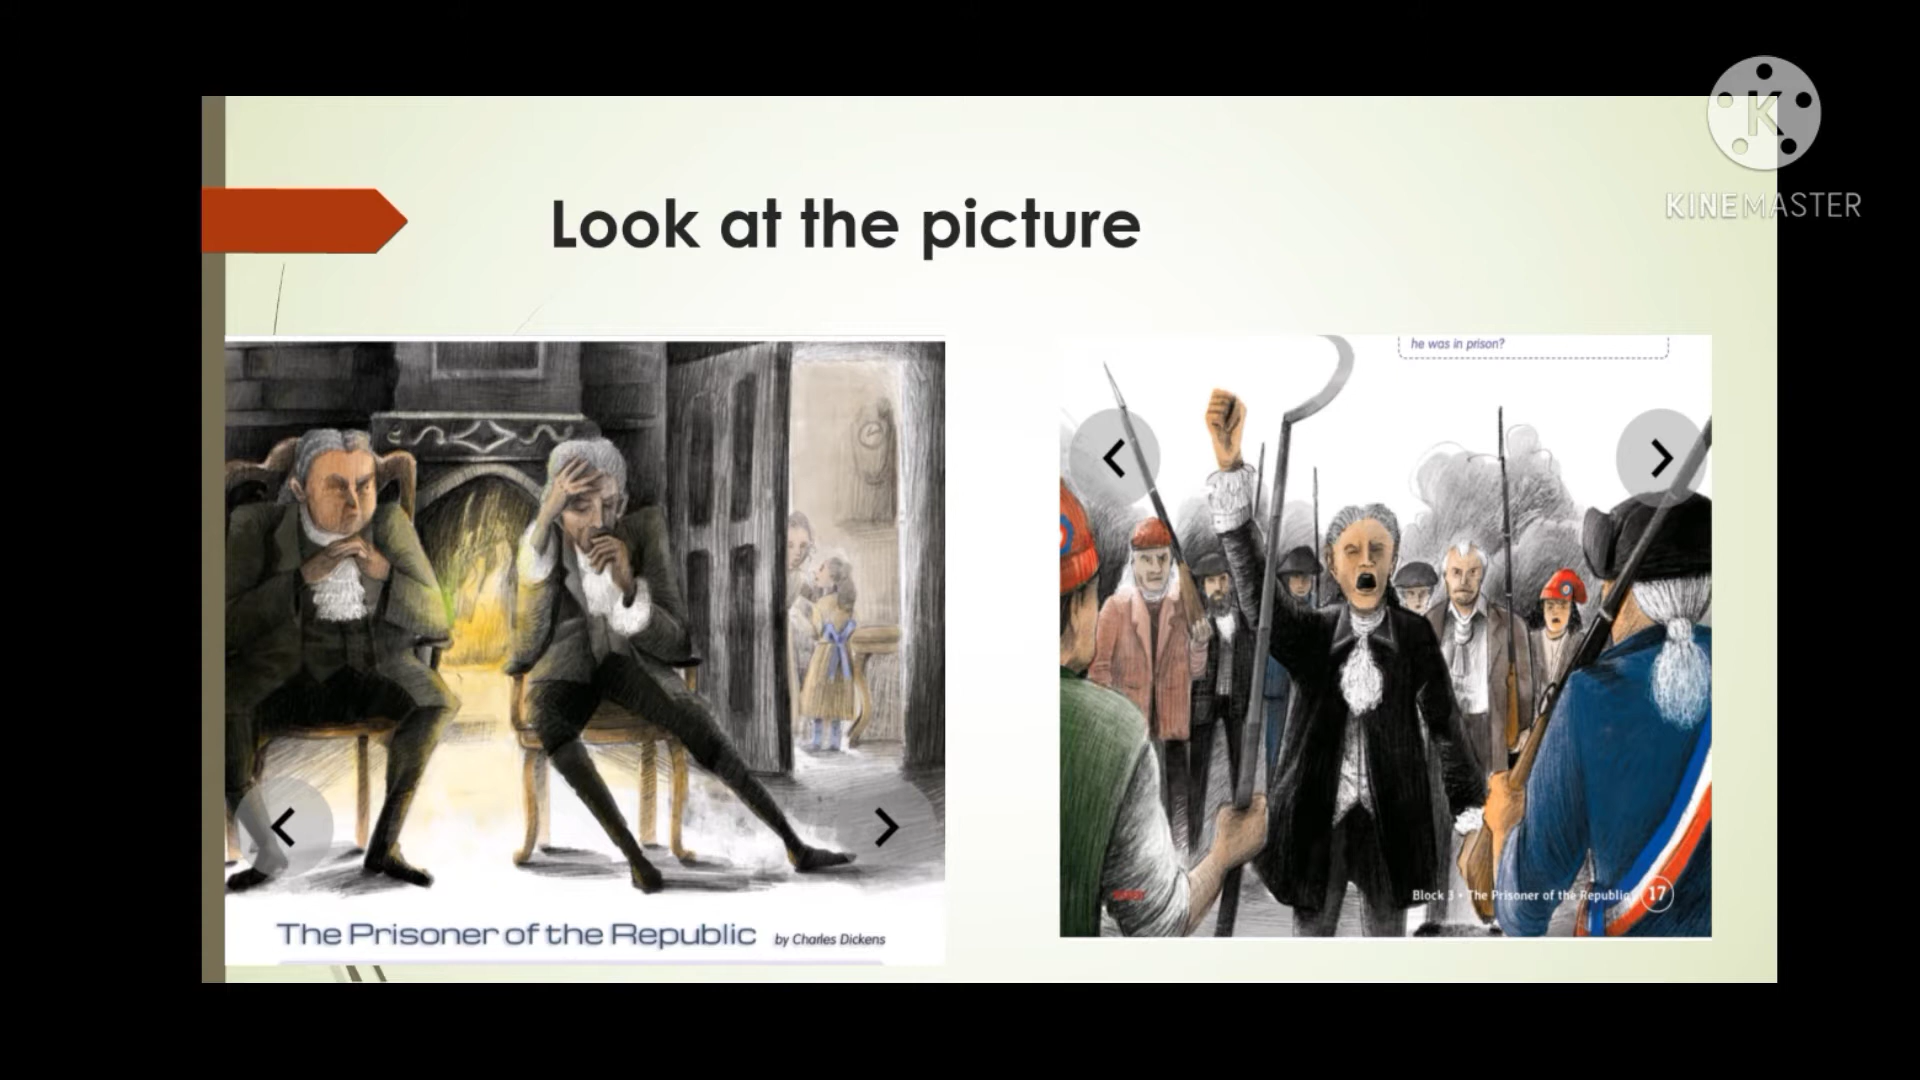 K
KINEMASTER
Look at the picture
he was in prison?
The Prisoner of the Republic by Charles Dickens
Block 3 • The Prisoner of the Republic 17